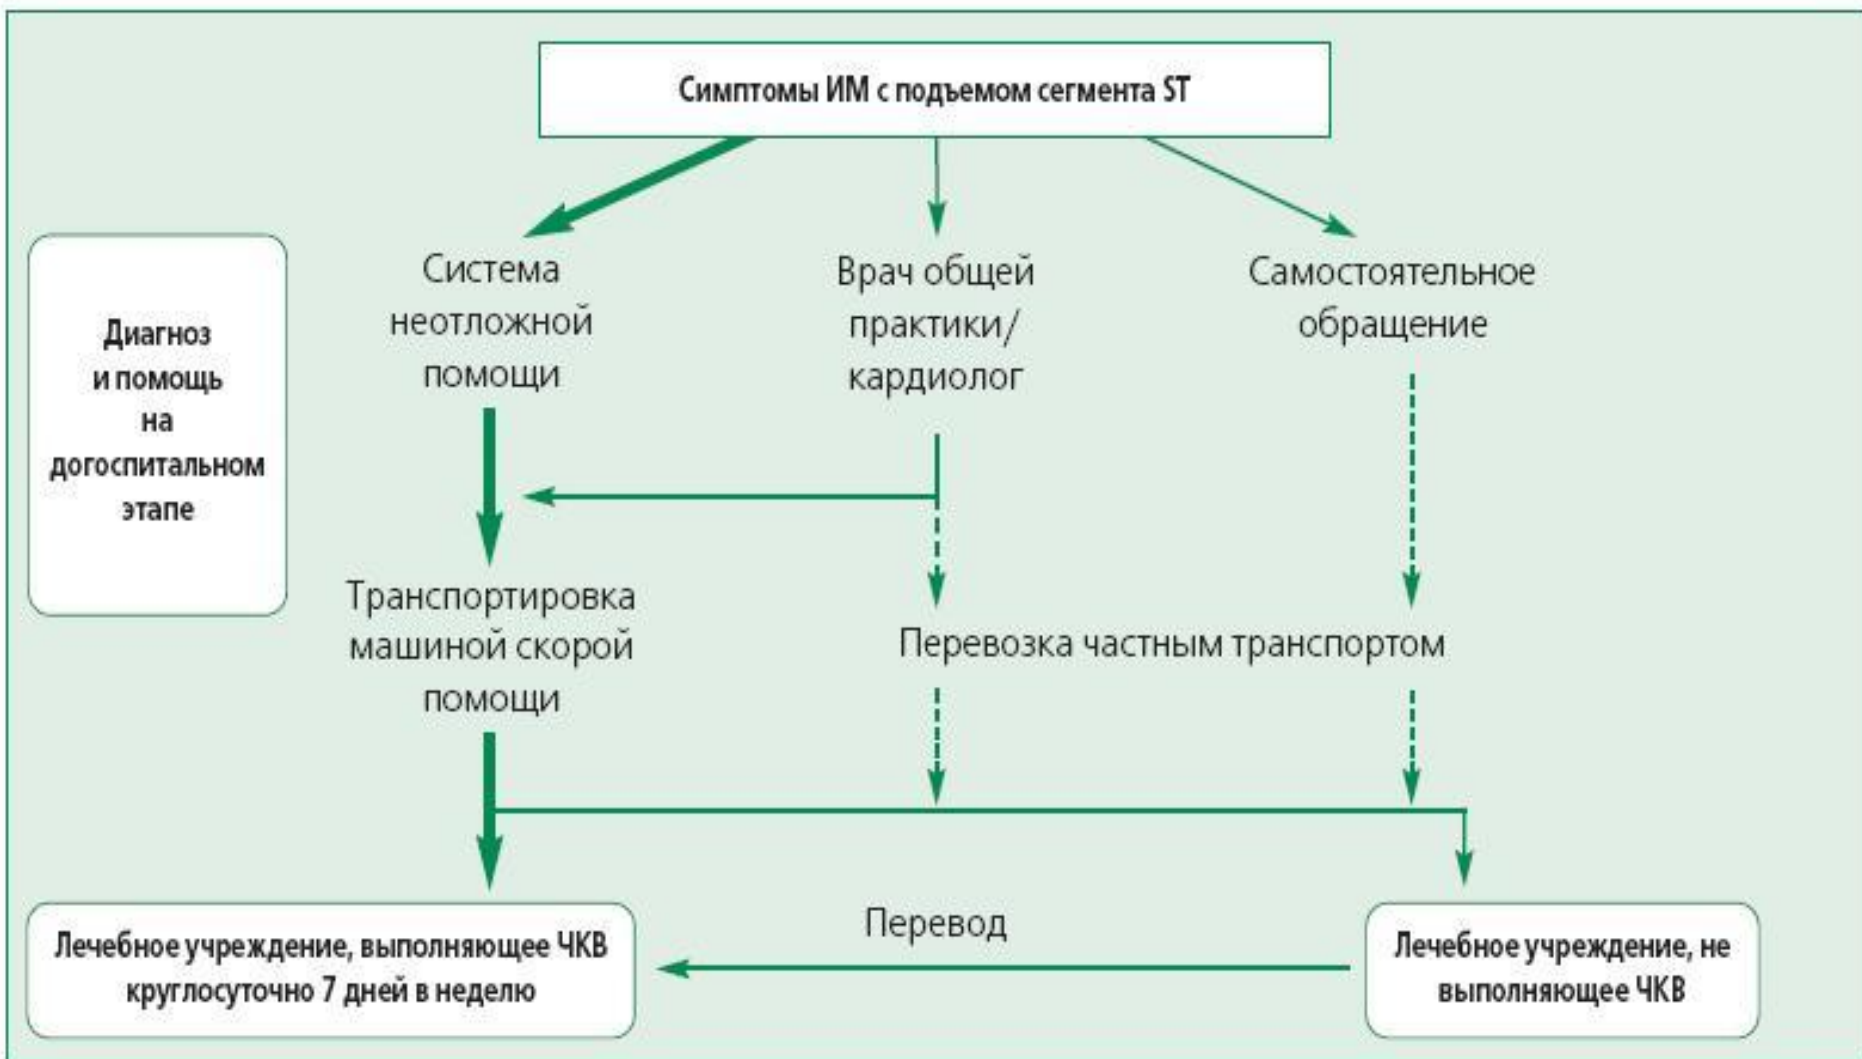 Симптомы ИМ с подъемом сегмента ST
Система
неотложной
помощи
Врач общей
практики/
кардиолог
Самостоятельное
обращение
Диагноз
и помощь
на
догоспитальном
этапе
Транспортировка
машиной скорой
помощи
Перевозка частным транспортом
Перевод
Лечебное учреждение, выполняющее ЧКВ
круглосуточно 7 дней в неделю
Лечебное учреждение, не
выполняющее ЧКВ